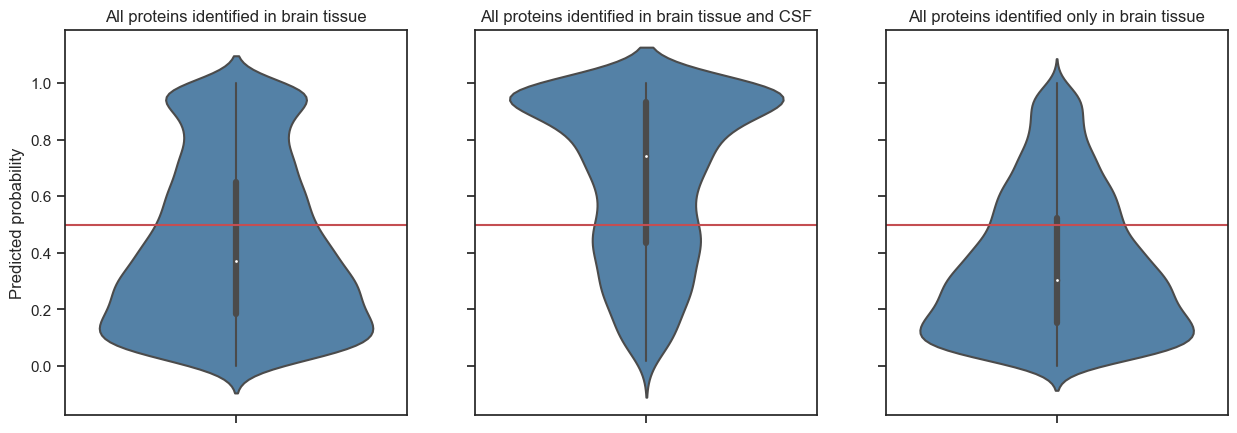 All proteins identified in brain tissue
All proteins identified in brain tissue and CSF
All proteins identified only in brain tissue
Predicted probability
1.0
0.8
0.6
0.4
0.2
0.0